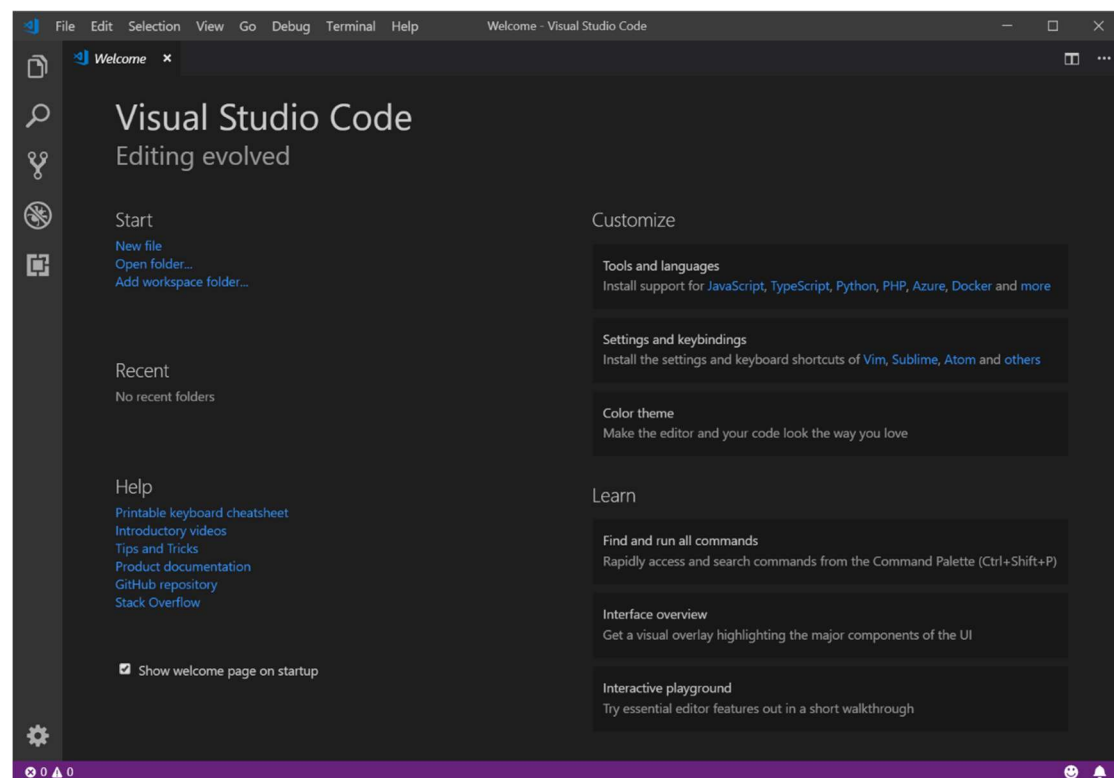 File Edit Selection View Go Debug Terminal Help
Welcome - Visual Studio Code
Welcome
Visual Studio Code
Editing evolved
Start
New file
Open folder...
Add workspace folder...
Recent
No recent folders
Help
Printable keyboard cheatsheet
Introductory videos
Tips and Tricks
Product documentation
GitHub repository
Stack Overflow
Show welcome page on startup
Customize
Tools and languages
Install support for JavaScript, TypeScript, Python, PHP, Azure, Docker and more
Settings and keybindings
Install the settings and keyboard shortcuts of Vim, Sublime, Atom and others
Color theme
Make the editor and your code look the way you love
Learn
Find and run all commands
Rapidly access and search commands from the Command Palette (Ctrl+Shift+P)
Interface overview
Get a visual overlay highlighting the major components of the UI
Interactive playground
Try essential editor features out in a short walkthrough
0 0